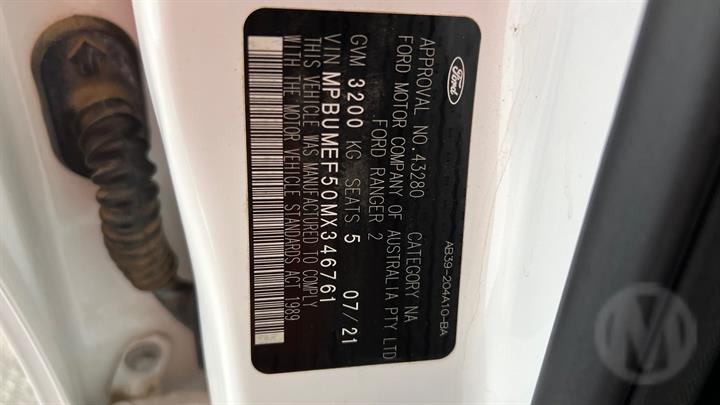 Ford
AB39-204A10-BA
APPROVAL NO.43280 CATEGORY NA
FORD MOTOR COMPANY OF AUSTRALIA PTY LTD
FORD RANGER 2
GVM 3200 KG SEATS 5 07/21
VIN MPBUMEF50MX346761
THIS VEHICLE WAS MANUFACTURED TO COMPLY
WITH THE MOTOR VEHICLE STANDARDS ACT 1989
M